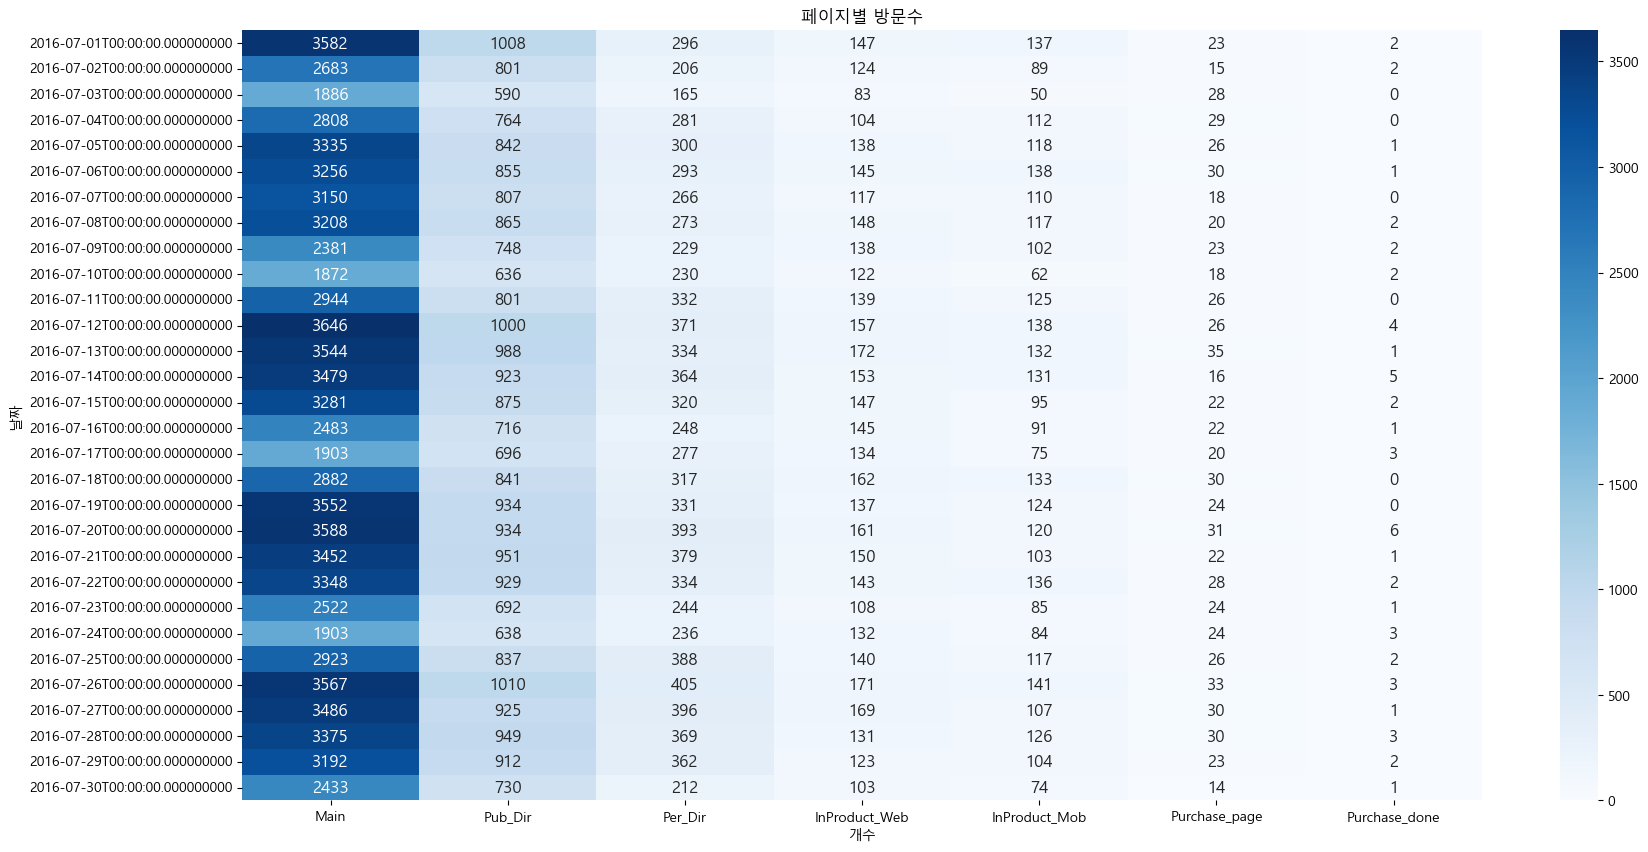 페이지별 방문수
2016-07-01T00:00:00.000000000 3582 1008 296 147 137 23 2
2016-07-02T00:00:00.000000000 2683 801 206 124 89 15 2
2016-07-03T00:00:00.000000000 1886 590 165 83 50 28 0
2016-07-04T00:00:00.000000000 2808 764 281 104 112 29 0
2016-07-05T00:00:00.000000000 3335 842 300 138 118 26 1
2016-07-06T00:00:00.000000000 3256 855 293 145 138 30 1
2016-07-07T00:00:00.000000000 3150 807 266 117 110 18 0
2016-07-08T00:00:00.000000000 3208 865 273 148 117 20 2
2016-07-09T00:00:00.000000000 2381 748 229 138 102 23 2
2016-07-10T00:00:00.000000000 1872 636 230 122 62 18 2
2016-07-11T00:00:00.000000000 2944 801 332 139 125 26 0
2016-07-12T00:00:00.000000000 3646 1000 371 157 138 26 4
2016-07-13T00:00:00.000000000 3544 988 334 172 132 35 1
2016-07-14T00:00:00.000000000 3479 923 364 153 131 16 5
2016-07-15T00:00:00.000000000 3281 875 320 147 95 22 2
2016-07-16T00:00:00.000000000 2483 716 248 145 91 22 1
2016-07-17T00:00:00.000000000 1903 696 277 134 75 20 3
2016-07-18T00:00:00.000000000 2882 841 317 162 133 30 0
2016-07-19T00:00:00.000000000 3552 934 331 137 124 24 0
2016-07-20T00:00:00.000000000 3588 934 393 161 120 31 6
2016-07-21T00:00:00.000000000 3452 951 379 150 103 22 1
2016-07-22T00:00:00.000000000 3348 929 334 143 136 28 2
2016-07-23T00:00:00.000000000 2522 692 244 108 85 24 1
2016-07-24T00:00:00.000000000 1903 638 236 132 84 24 3
2016-07-25T00:00:00.000000000 2923 837 388 140 117 26 2
2016-07-26T00:00:00.000000000 3567 1010 405 171 141 33 3
2016-07-27T00:00:00.000000000 3486 925 396 169 107 30 1
2016-07-28T00:00:00.000000000 3375 949 369 131 126 30 3
2016-07-29T00:00:00.000000000 3192 912 362 123 104 23 2
2016-07-30T00:00:00.000000000 2433 730 212 103 74 14 1
날짜
Main Pub_Dir Per_Dir InProduct_Web InProduct_Mob Purchase_page Purchase_done
개수
3500
3000
2500
2000
1500
1000
500
0